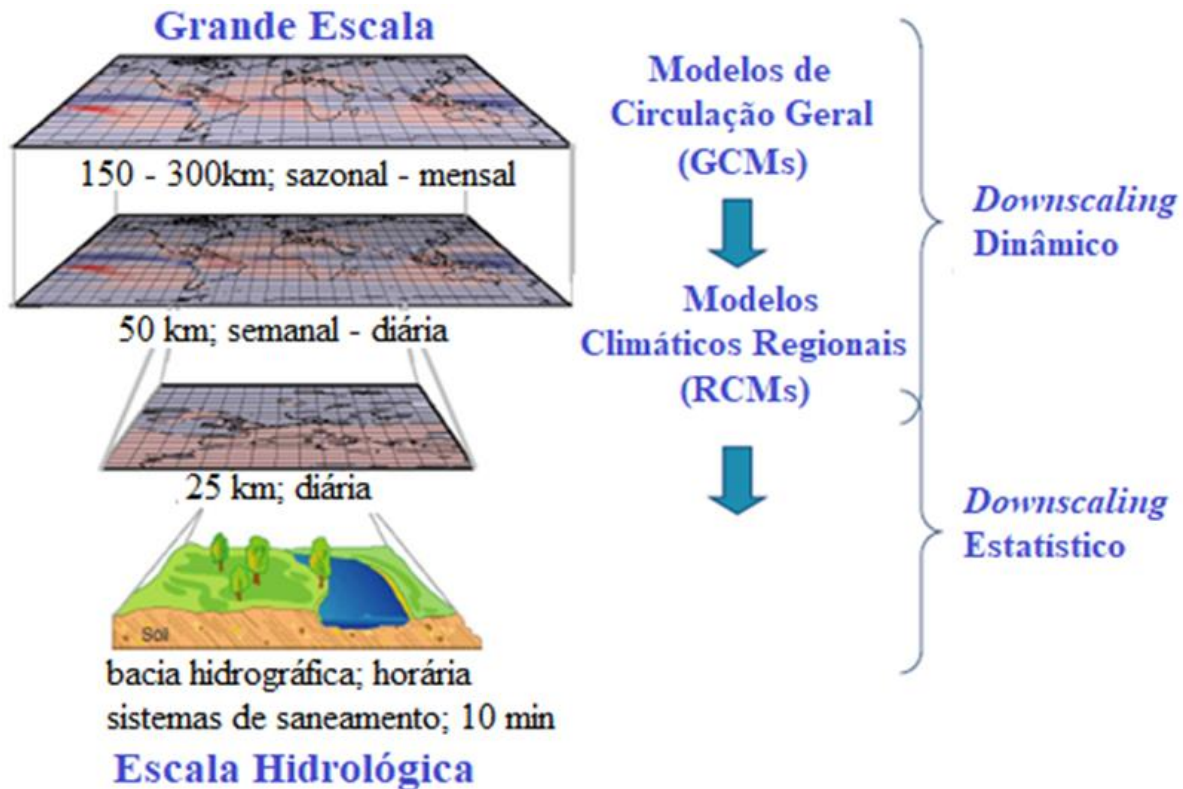 Grande Escala
150 - 300km; sazonal - mensal
50 km; semanal - diária
25 km; diária
Soil
bacia hidrográfica; horária
sistemas de saneamento; 10 min
Escala Hidrológica
Modelos de
Circulação Geral
(GCMs)
Modelos
Climáticos Regionais
(RCMs)
Downscaling
Dinâmico
Downscaling
Estatístico